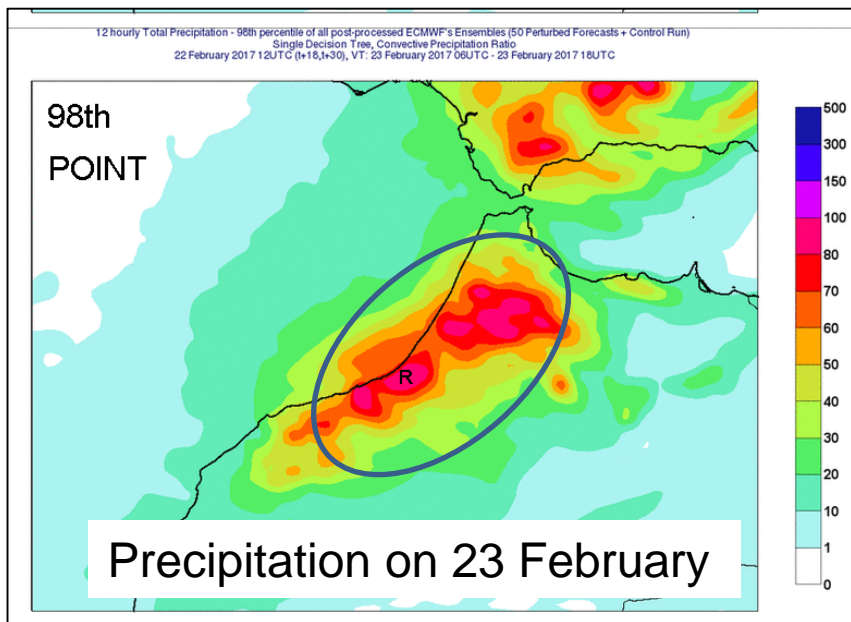 12 hourly Total Precipitation - 98th percentile of all post-processed ECMWF's Ensembles (50 Perturbed Forecasts + Control Run)
Single Decision Tree, Convective Precipitation Ratio
22 February 2017 12UTC (t+18,t+30), VT: 23 February 2017 06UTC - 23 February 2017 18UTC
98th
POINT
R
500
300
150
100
80
70
60
50
40
30
20
10
1
0
Precipitation on 23 February